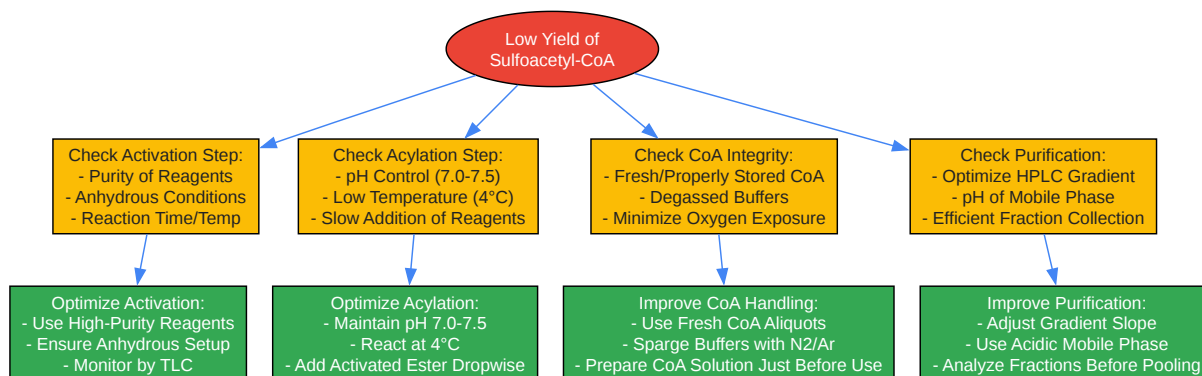 Low Yield of
Sulfoacetyl-CoA
Check Activation Step:
- Purity of Reagents
- Anhydrous Conditions
- Reaction Time/Temp
Check Acylation Step:
- pH Control (7.0-7.5)
- Low Temperature (4°C)
- Slow Addition of Reagents
Check CoA Integrity:
- Fresh/Properly Stored CoA
- Degassed Buffers
- Minimize Oxygen Exposure
Check Purification:
- Optimize HPLC Gradient
- pH of Mobile Phase
- Efficient Fraction Collection
Optimize Activation:
- Use High-Purity Reagents
- Ensure Anhydrous Setup
- Monitor by TLC
Optimize Acylation:
- Maintain pH 7.0-7.5
- React at 4°C
- Add Activated Ester Dropwise
Improve CoA Handling:
- Use Fresh CoA Aliquots
- Sparge Buffers with N2/Ar
- Prepare CoA Solution Just Before Use
Improve Purification:
- Adjust Gradient Slope
- Use Acidic Mobile Phase
- Analyze Fractions Before Pooling